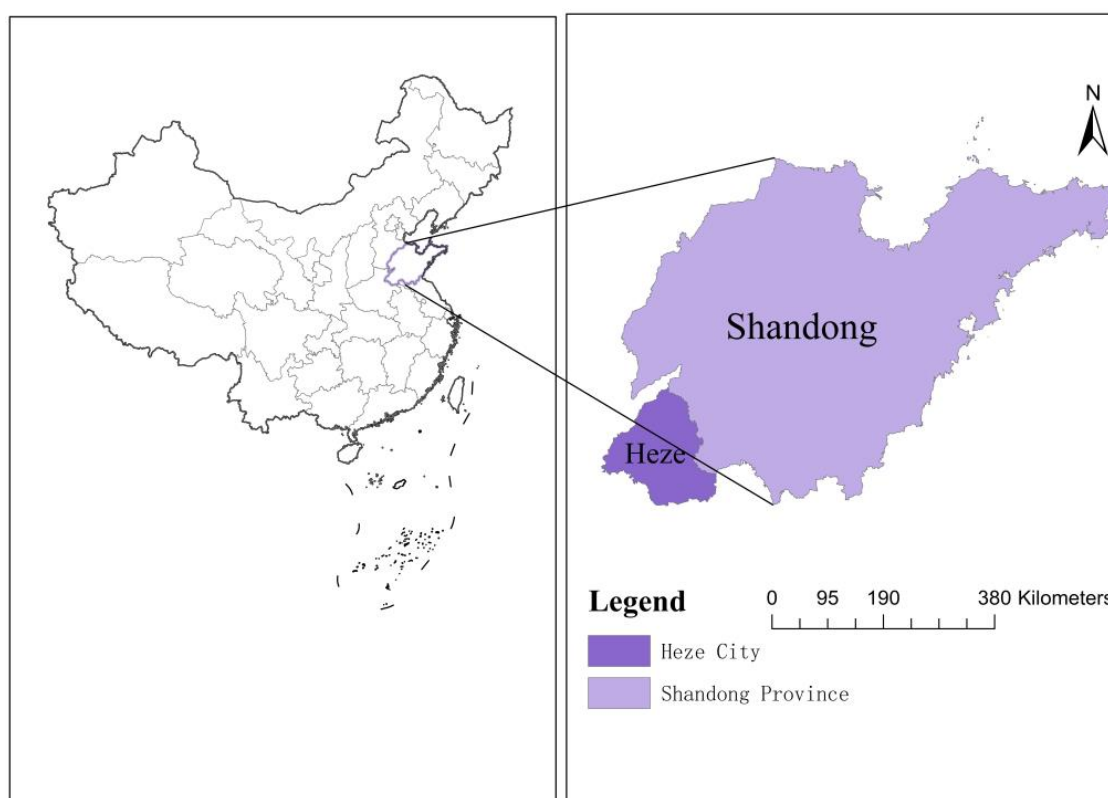 N
Shandong
Heze
Legend
0 95 190 380 Kilometers
Heze City
Shandong Province